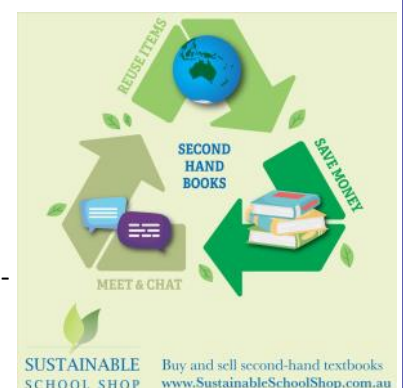 REUSE ITEMS
SECOND
HAND
BOOKS
SAVE MONEY
MEET & CHAT
-
SUSTAINABLE
SCHOOL SHOP
Buy and sell second-hand textbooks
www.SustainableSchoolShop.com.au